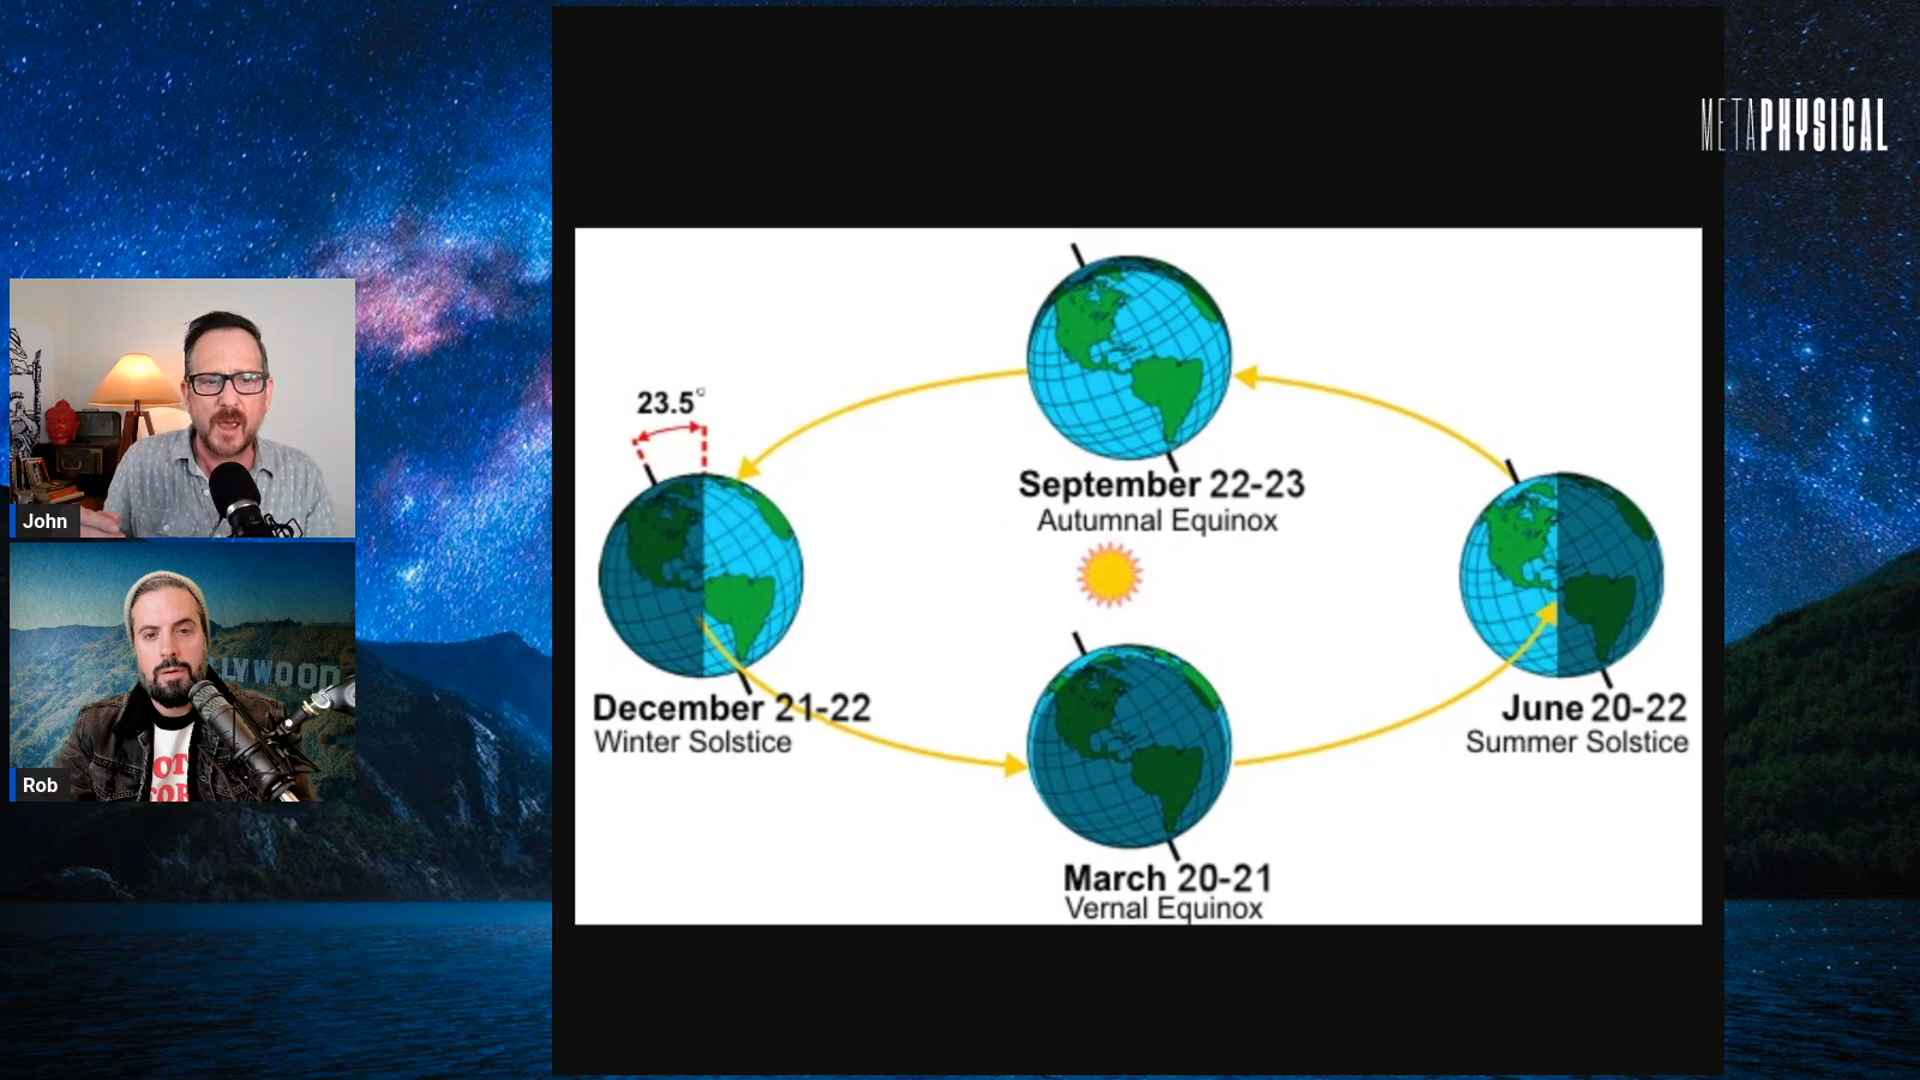 METAPHYSICAL
23.5°
September 22-23
Autumnal Equinox
John
LLYWOOD
December 21-22
Winter Solstice
June 20-22
Summer Solstice
Rob
March 20-21
Vernal Equinox